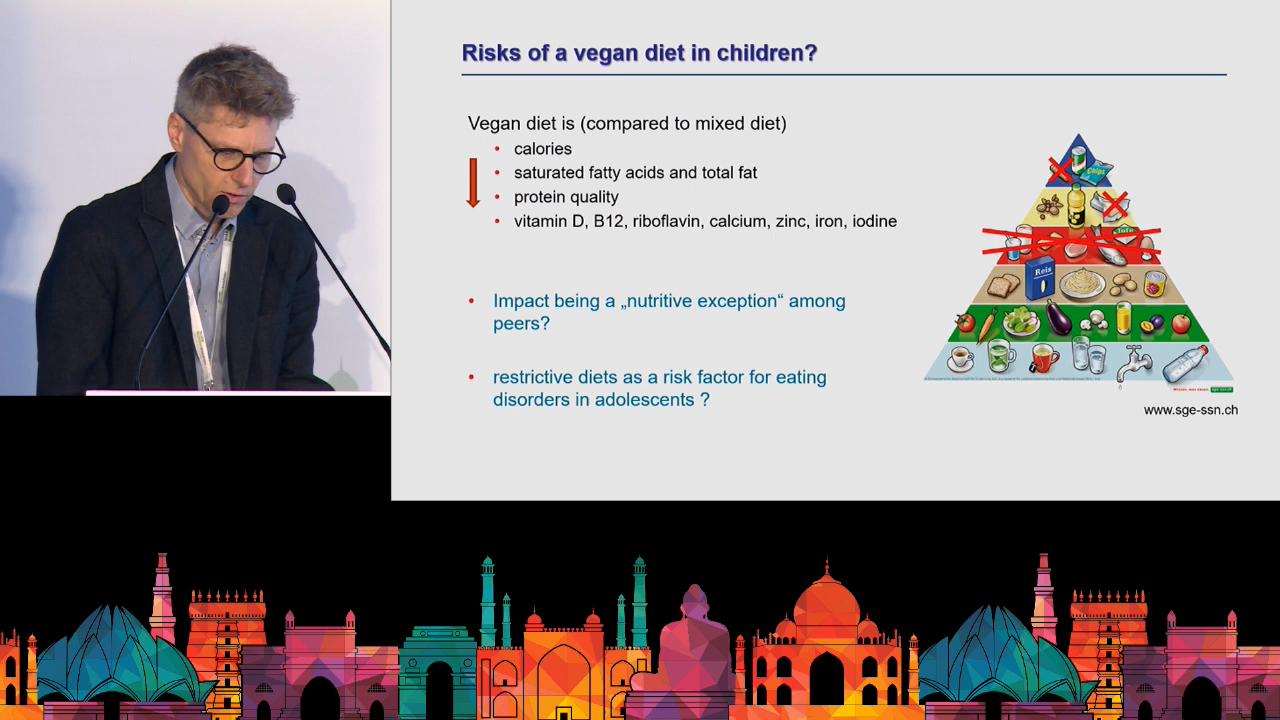 Risks of a vegan diet in children?
Vegan diet is (compared to mixed diet)
• calories
• saturated fatty acids and total fat
• protein quality
• vitamin D, B12, riboflavin, calcium, zinc, iron, iodine
• Impact being a „nutritive exception“ among
peers?
• restrictive diets as a risk factor for eating
disorders in adolescents ?
Chips
Tofu
Reis
www.sge-ssn.ch